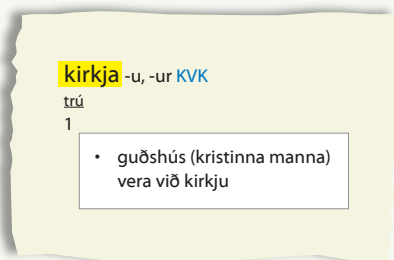 kirkja -u, -ur KVK
trú
1
• guðshús (kristinna manna)
vera við kirkju